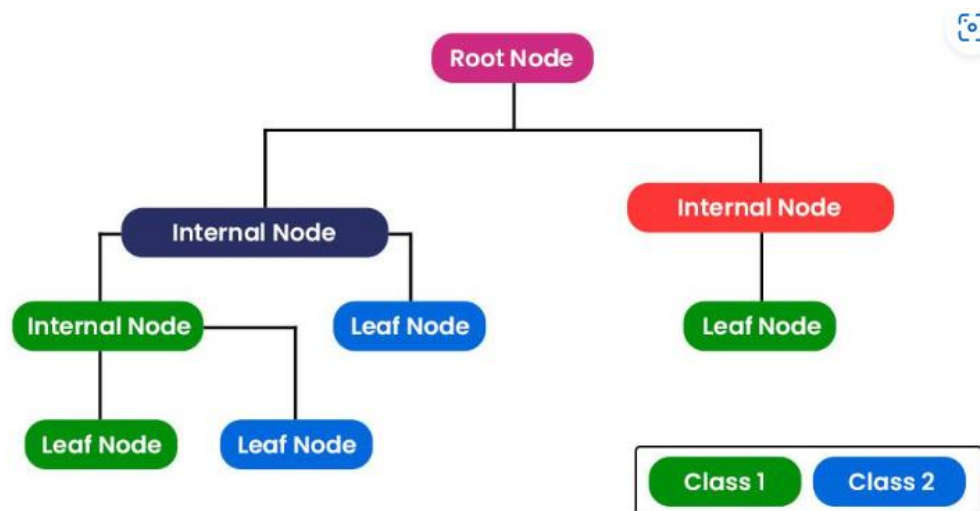 Root Node
Internal Node
Internal Node
Internal Node
Leaf Node
Leaf Node
Leaf Node
Leaf Node
Class 1
Class 2